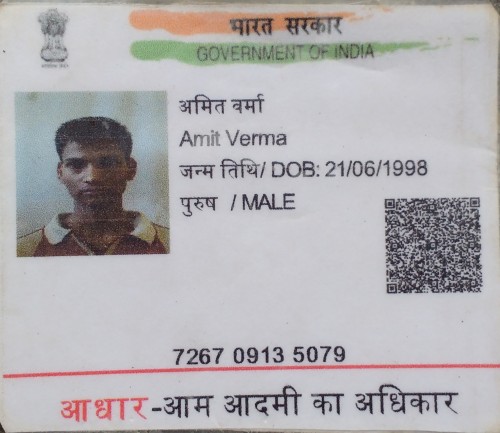 भारत सरकार
GOVERNMENT OF INDIA
अमित वर्मा
Amit Verma
जन्म तिथि/ DOB: 21/06/1998
पुरुष / MALE
7267 0913 5079
आधार-आम आदमी का अधिकार